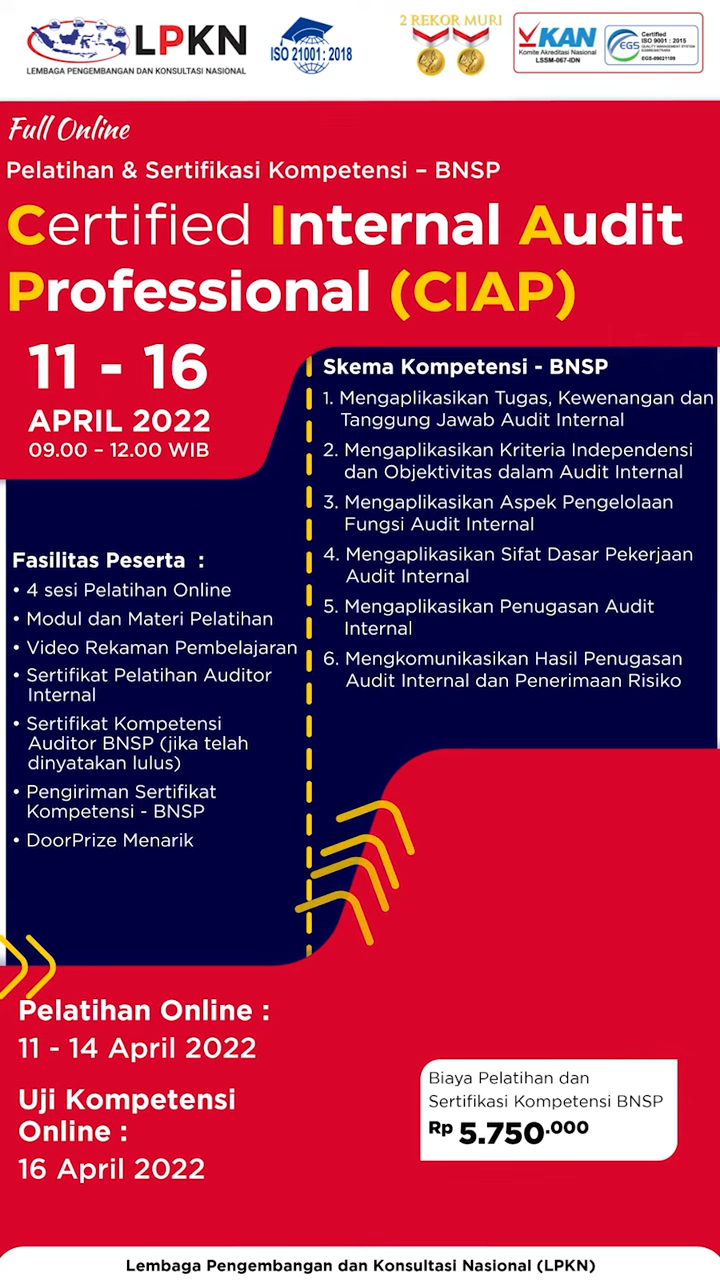 LPKN
LEMBAGA PENGEMBANGAN DAN KONSULTASI NASIONAL
ISO 21001: 2018
2 REKOR MURI
KAN
Komite Akreditasi Nasional
LSSM-067-IDN
EGS
Certified
ISO 9001 : 2015
QUALITY MANAGEMENT SYSTEM
Full Online
Pelatihan & Sertifikasi Kompetensi – BNSP
Certified Internal Audit
Professional (CIAP)
11 - 16
APRIL 2022
09.00 – 12.00 WIB
Fasilitas Peserta :
• 4 sesi Pelatihan Online
• Modul dan Materi Pelatihan
• Video Rekaman Pembelajaran
• Sertifikat Pelatihan Auditor
Internal
• Sertifikat Kompetensi
Auditor BNSP (jika telah
dinyatakan lulus)
• Pengiriman Sertifikat
Kompetensi - BNSP
• DoorPrize Menarik
Skema Kompetensi - BNSP
1. Mengaplikasikan Tugas, Kewenangan dan
Tanggung Jawab Audit Internal
2. Mengaplikasikan Kriteria Independensi
dan Objektivitas dalam Audit Internal
3. Mengaplikasikan Aspek Pengelolaan
Fungsi Audit Internal
4. Mengaplikasikan Sifat Dasar Pekerjaan
Audit Internal
5. Mengaplikasikan Penugasan Audit
Internal
6. Mengkomunikasikan Hasil Penugasan
Audit Internal dan Penerimaan Risiko
Pelatihan Online :
11 - 14 April 2022
Uji Kompetensi
Online :
16 April 2022
Biaya Pelatihan dan
Sertifikasi Kompetensi BNSP
Rp 5.750.000
Lembaga Pengembangan dan Konsultasi Nasional (LPKN)